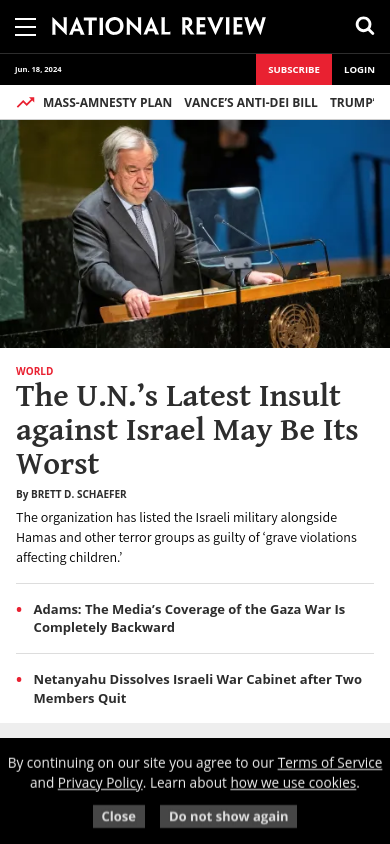 NATIONAL REVIEW
Jun. 18, 2024
SUBSCRIBE
LOGIN
MASS-AMNESTY PLAN VANCE’S ANTI-DEI BILL TRUMP’
WORLD
The U.N.’s Latest Insult
against Israel May Be Its
Worst
By BRETT D. SCHAEFER
The organization has listed the Israeli military alongside
Hamas and other terror groups as guilty of ‘grave violations
affecting children.’
• Adams: The Media’s Coverage of the Gaza War Is
Completely Backward
• Netanyahu Dissolves Israeli War Cabinet after Two
Members Quit
By continuing on our site you agree to our Terms of Service
and Privacy Policy. Learn about how we use cookies.
Close
Do not show again